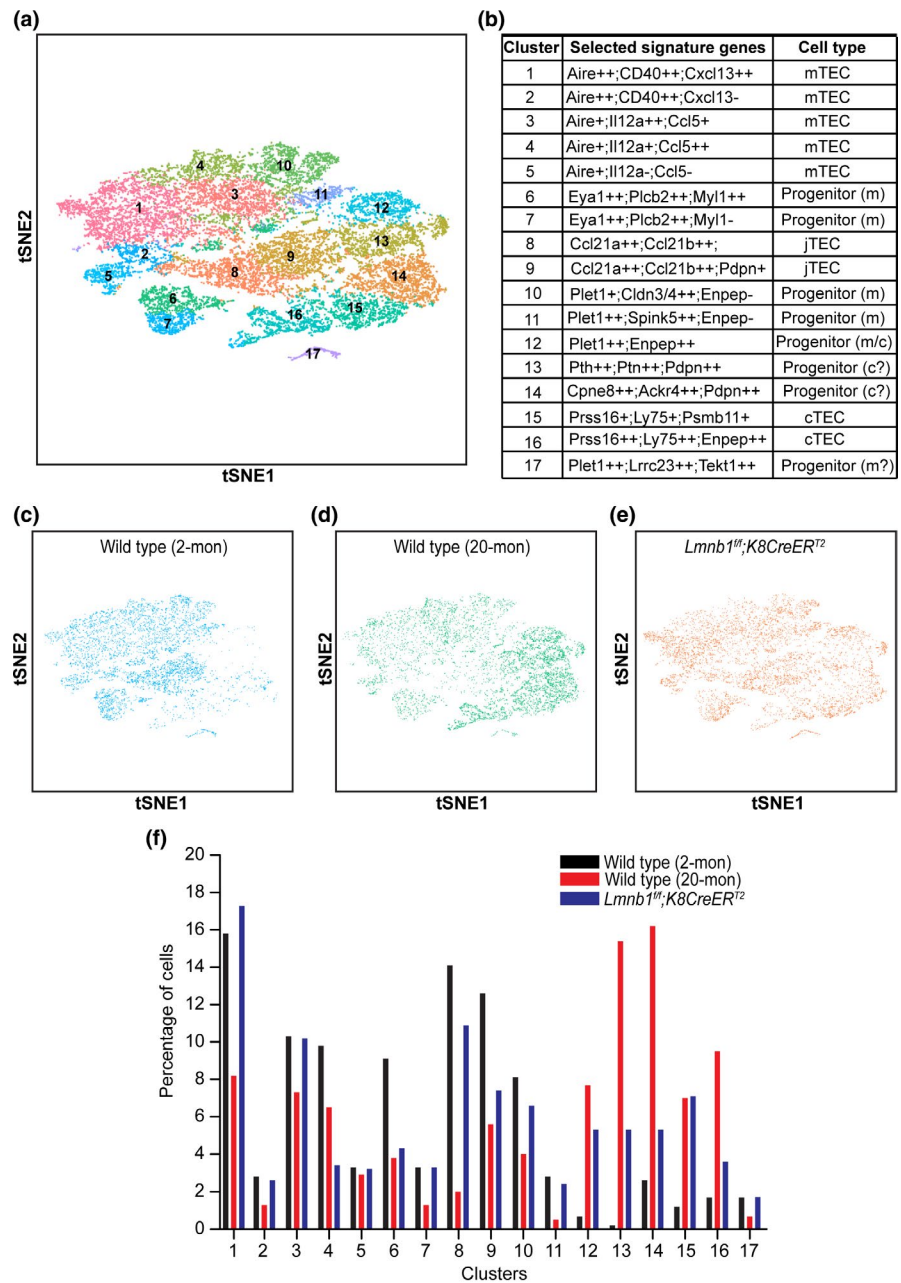 (a)
tSNE2
4
10
3
11
1
12
13
2
9
8
5
14
6
16
15
7
17
tSNE1
(b)
Cluster Selected signature genes Cell type
1 Aire++;CD40++;Cxcl13++ mTEC
2 Aire++;CD40++;Cxcl13- mTEC
3 Aire+;Il12a++;Ccl5+ mTEC
4 Aire+;Il12a+;Ccl5++ mTEC
5 Aire+;Il12a-;Ccl5- mTEC
6 Eya1++;Plcb2++;Myl1++ Progenitor (m)
7 Eya1++;Plcb2++;Myl1- Progenitor (m)
8 Ccl21a++;Ccl21b++; jTEC
9 Ccl21a++;Ccl21b++;Pdpn+ jTEC
10 Plet1+;Cldn3/4++;Enpep- Progenitor (m)
11 Plet1++;Spink5++;Enpep- Progenitor (m)
12 Plet1++;Enpep++ Progenitor (m/c)
13 Pth++;Ptn++;Pdpn++ Progenitor (c?)
14 Cpne8++;Ackr4++;Pdpn++ Progenitor (c?)
15 Prss16+;Ly75+;Psmb11+ cTEC
16 Prss16++;Ly75++;Enpep++ cTEC
17 Plet1++;Lrrc23++;Tekt1++ Progenitor (m?)
(c)
Wild type (2-mon)
tSNE2
tSNE1
(d)
Wild type (20-mon)
tSNE2
tSNE1
(e)
Lmnb1f/f;K8CreERT2
tSNE2
tSNE1
(f)
Percentage of cells
20
18
16
14
12
10
8
6
4
2
0
Wild type (2-mon)
Wild type (20-mon)
Lmnb1f/f;K8CreERT2
1 2 3 4 5 6 7 8 9 10 11 12 13 14 15 16 17
Clusters